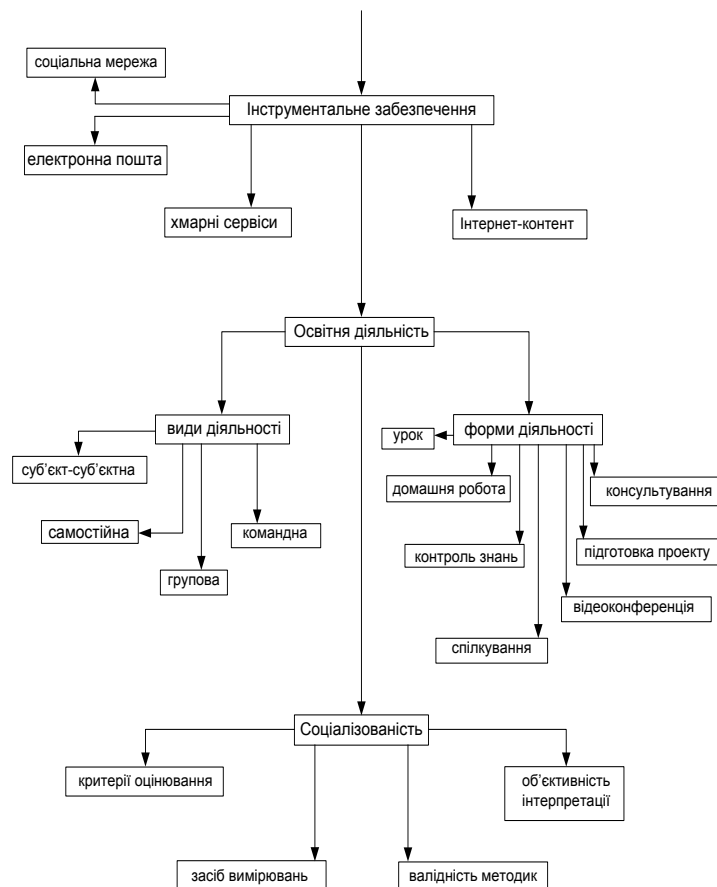 соціальна мережа
Інструментальне забезпечення
електронна пошта
хмарні сервіси
Інтернет-контент
Освітня діяльність
види діяльності
форми діяльності
урок
суб’єкт-суб’єктна
домашня робота
консультування
самостійна
командна
контроль знань
підготовка проекту
групова
відеоконференція
спілкування
Соціалізованість
критерії оцінювання
об’єктивність
інтерпретації
засіб вимірювань
валідність методик